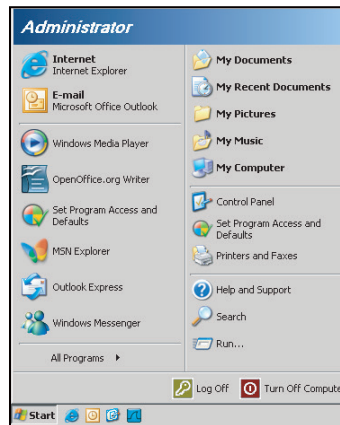 Administrator
Internet
Internet Explorer
E-mail
Microsoft Office Outlook
Windows Media Player
OpenOffice.org Writer
Set Program Access and
Defaults
MSN Explorer
Outlook Express
Windows Messenger
All Programs
My Documents
My Recent Documents
My Pictures
My Music
My Computer
Control Panel
Set Program Access and
Defaults
Printers and Faxes
Help and Support
Search
Run...
Log Off
Turn Off Compute
Start